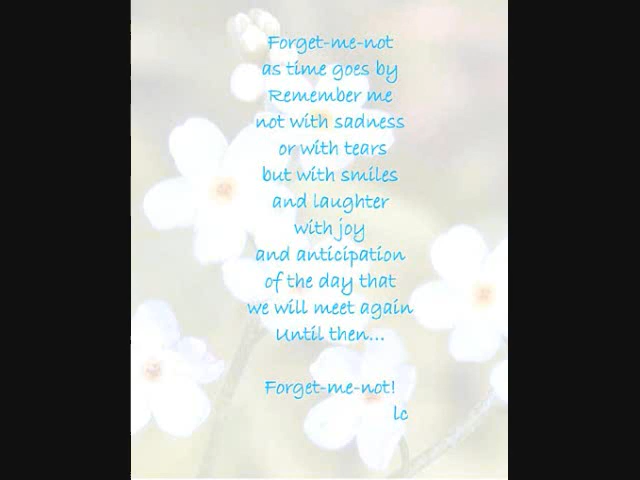 Forget-me-not
as time goes by
Remember me
not with sadness
or with tears
but with smiles
and laughter
with joy
and anticipation
of the day that
we will meet again
Until then...
Forget-me-not!
lc